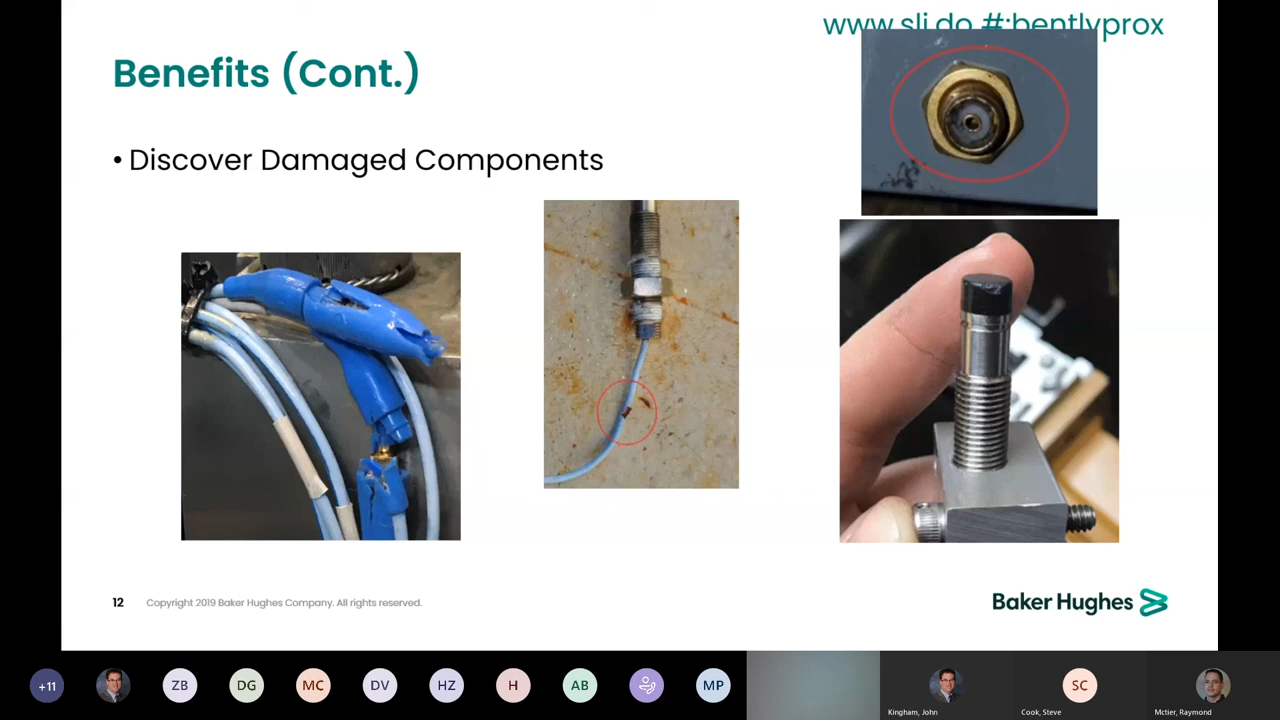 www.sli.do #:bentlyprox
Benefits (Cont.)
• Discover Damaged Components
12 Copyright 2019 Baker Hughes Company. All rights reserved.
Baker Hughes
+11
ZB
DG
MC
DV
HZ
H
AB
MP
Kingham, John
SC
Cook, Steve
Mctier, Raymond